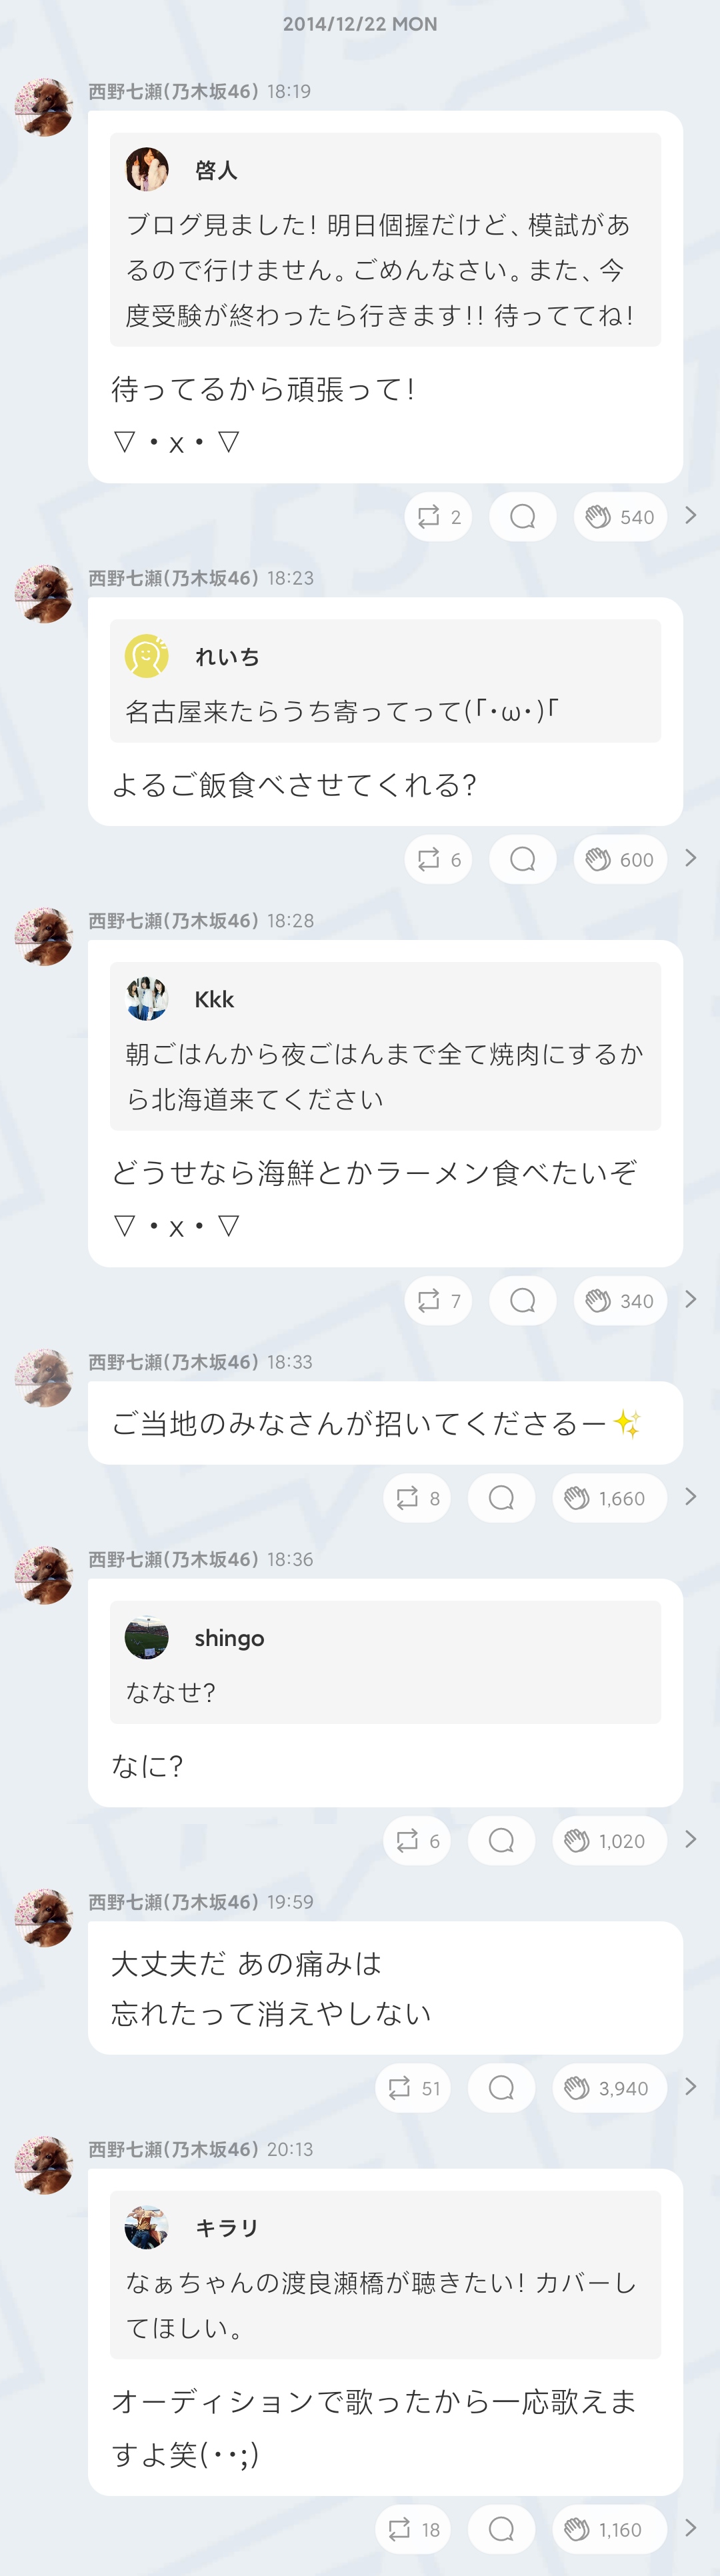 2014/12/22 MON
西野七瀬(乃木坂46) 18:19
啓人
ブログ見ました! 明日個握だけど、模試があ
るので行けません。ごめんなさい。また、今
度受験が終わったら行きます!! 待っててね!
待ってるから頑張って!
▽・x・▽
2
540
西野七瀬(乃木坂46) 18:23
れいち
名古屋来たらうち寄ってって(｢･ω･)｢
よるご飯食べさせてくれる?
6
600
西野七瀬(乃木坂46) 18:28
Kkk
朝ごはんから夜ごはんまで全て焼肉にするか
ら北海道来てください
どうせなら海鮮とかラーメン食べたいぞ
▽・x・▽
7
340
西野七瀬(乃木坂46) 18:33
ご当地のみなさんが招いてくださるー✨
8
1,660
西野七瀬(乃木坂46) 18:36
shingo
ななせ?
なに?
6
1,020
西野七瀬(乃木坂46) 19:59
大丈夫だ あの痛みは
忘れたって消えやしない
51
3,940
西野七瀬(乃木坂46) 20:13
キラリ
なぁちゃんの渡良瀬橋が聴きたい! カバーし
てほしい。
オーディションで歌ったから一応歌えま
すよ笑(･･;)
18
1,160